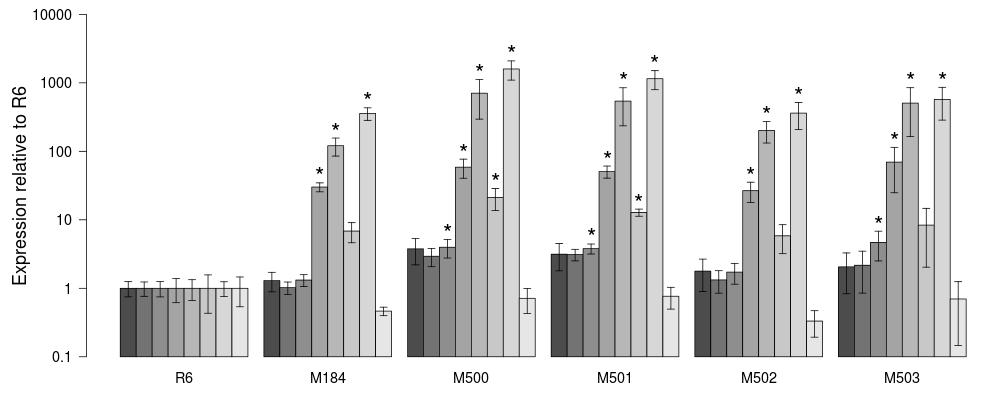 Expression relative to R6
10000
1000
100
10
1
0.1
* * *
* * * * *
* * * * *
* * *
* * * *
R6 M184 M500 M501 M502 M503